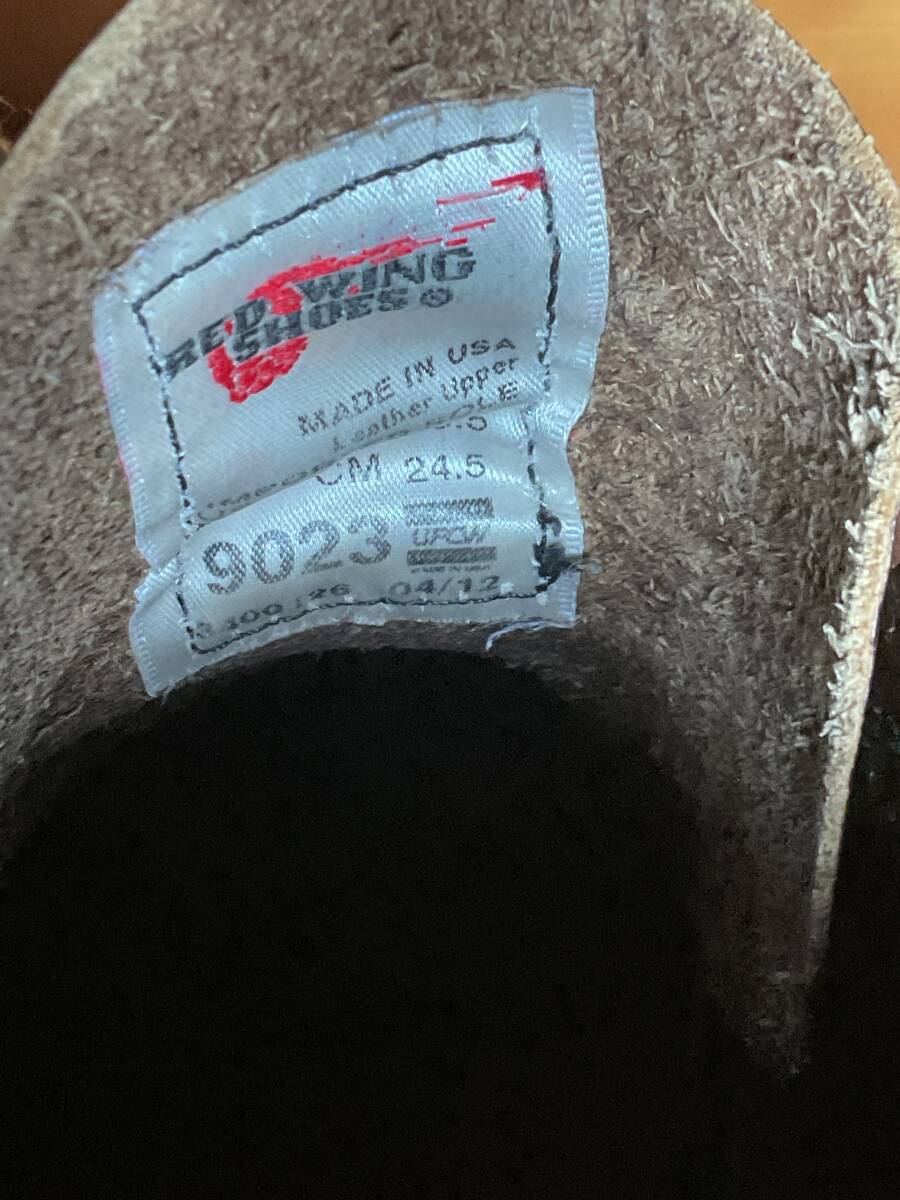 RED WING
SHOES®
MADE IN USA
Leather Upper
CM 24.5
9023
UFCW
04/12